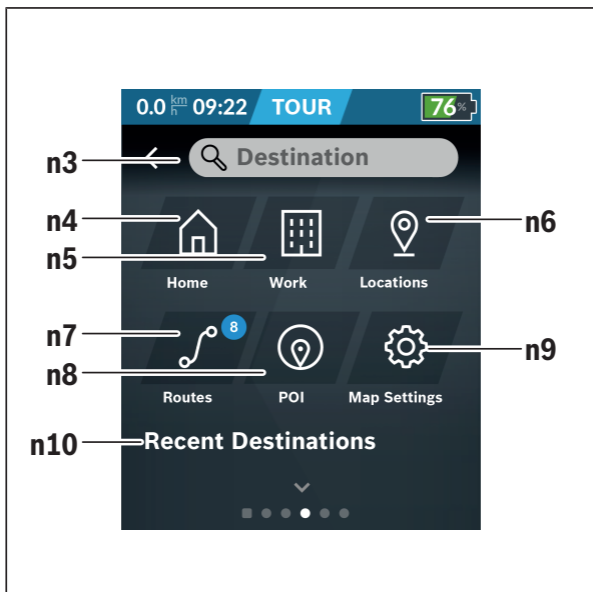 0.0 km/h 09:22 TOUR 76%
n3 Destination
n4
n5
n6
Home Work Locations
n7 8
n8
n9
Routes POI Map Settings
n10 Recent Destinations